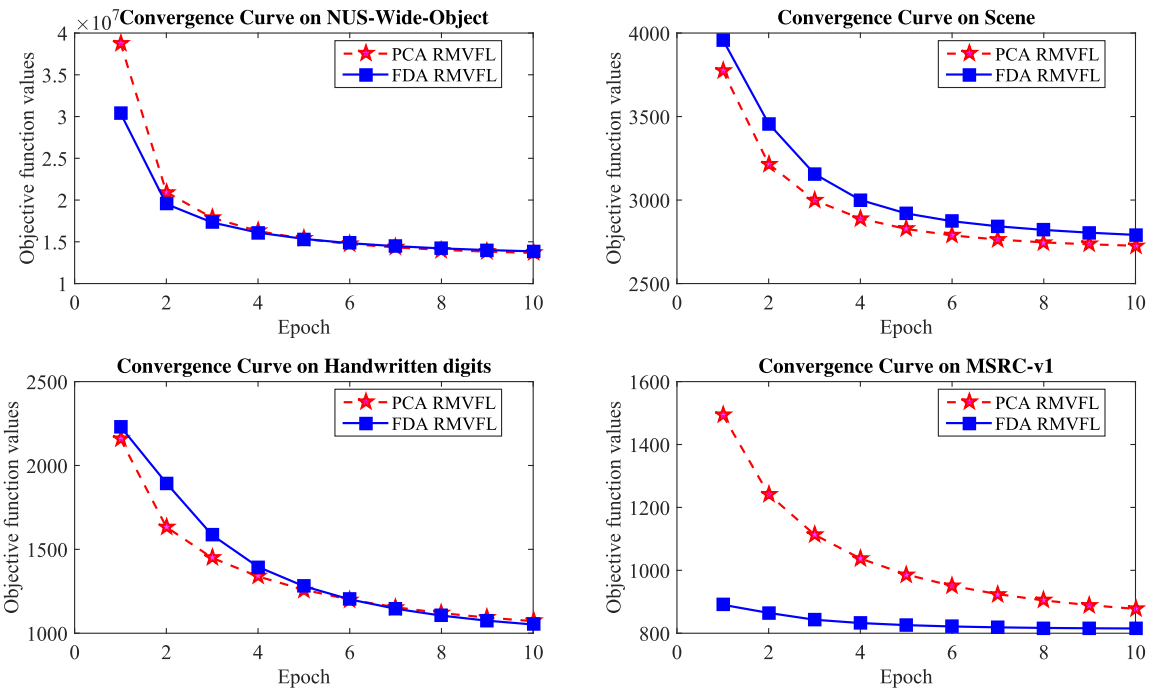 Convergence Curve on NUS-Wide-Object
×10^7
Objective function values
4
3.5
3
2.5
2
1.5
1
0 2 4 6 8 10
Epoch
PCA RMVFL
FDA RMVFL
Convergence Curve on Scene
Objective function values
4000
3500
3000
2500
0 2 4 6 8 10
Epoch
PCA RMVFL
FDA RMVFL
Convergence Curve on Handwritten digits
Objective function values
2500
2000
1500
1000
0 2 4 6 8 10
Epoch
PCA RMVFL
FDA RMVFL
Convergence Curve on MSRC-v1
Objective function values
1600
1400
1200
1000
800
0 2 4 6 8 10
Epoch
PCA RMVFL
FDA RMVFL